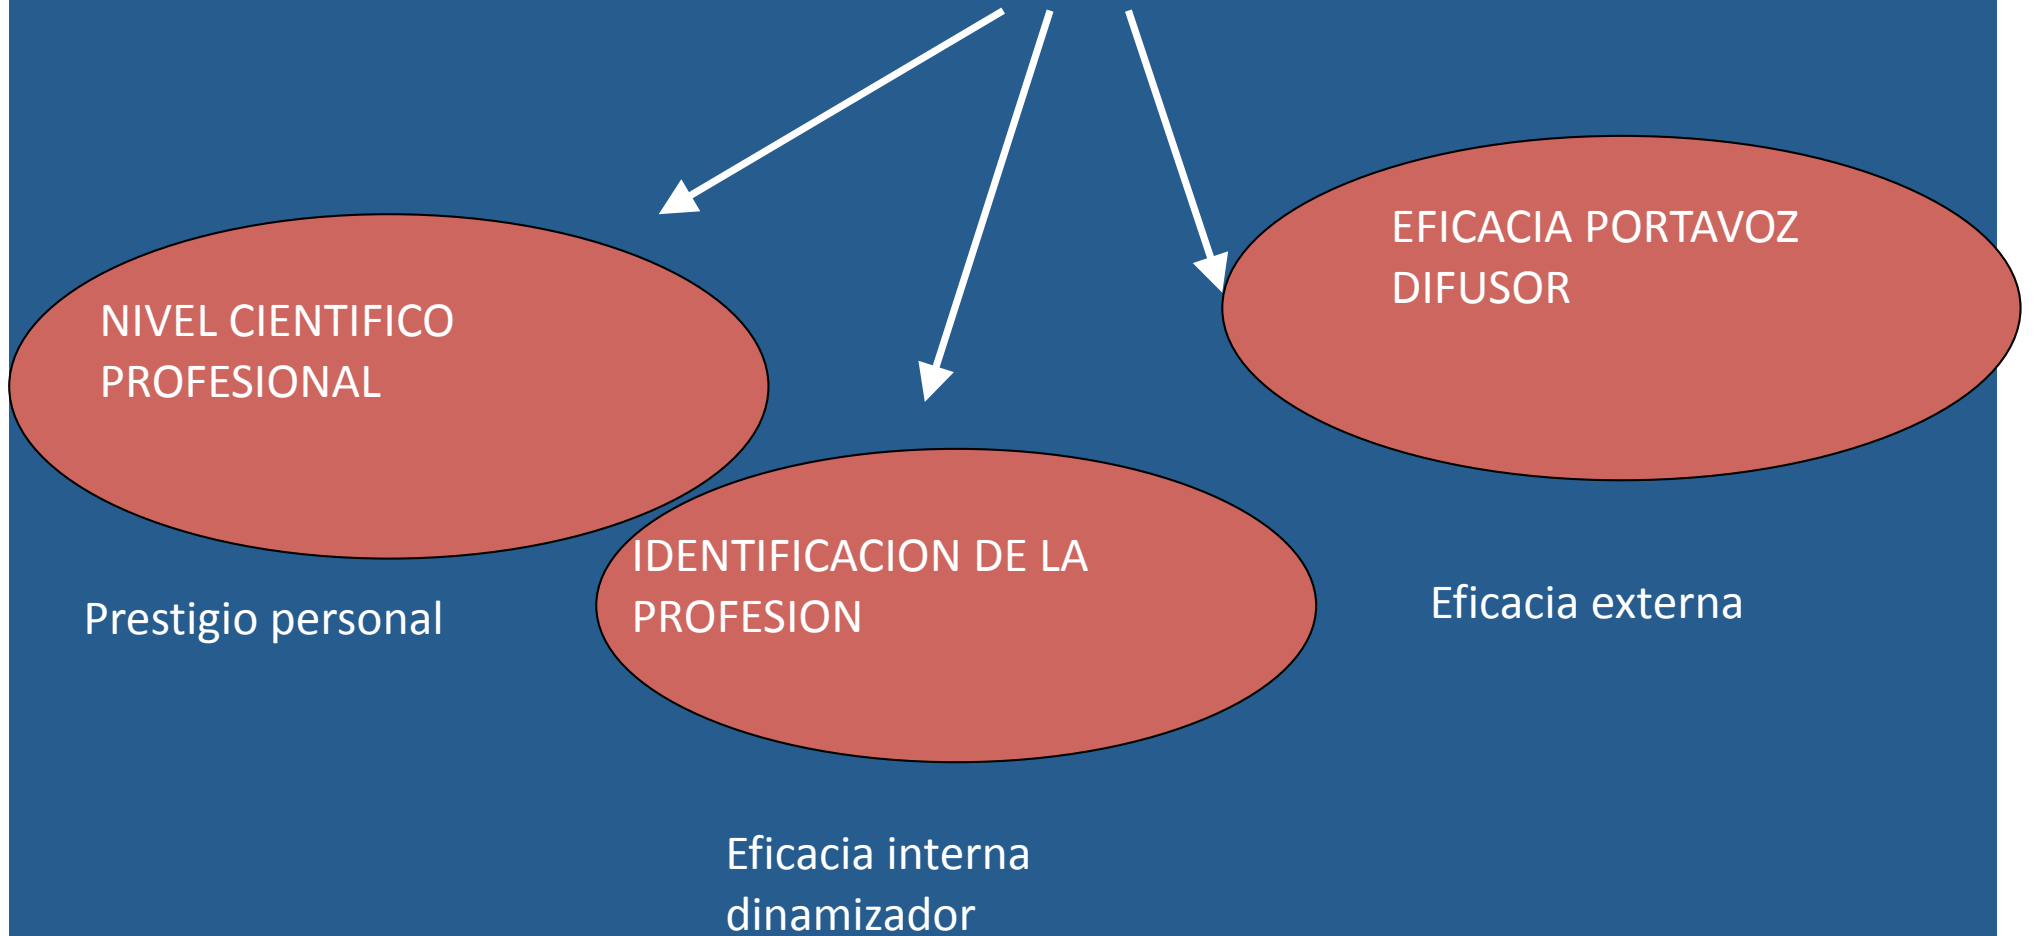 NIVEL CIENTIFICO
PROFESIONAL
Prestigio personal
IDENTIFICACION DE LA
PROFESION
Eficacia interna
dinamizador
EFICACIA PORTAVOZ
DIFUSOR
Eficacia externa